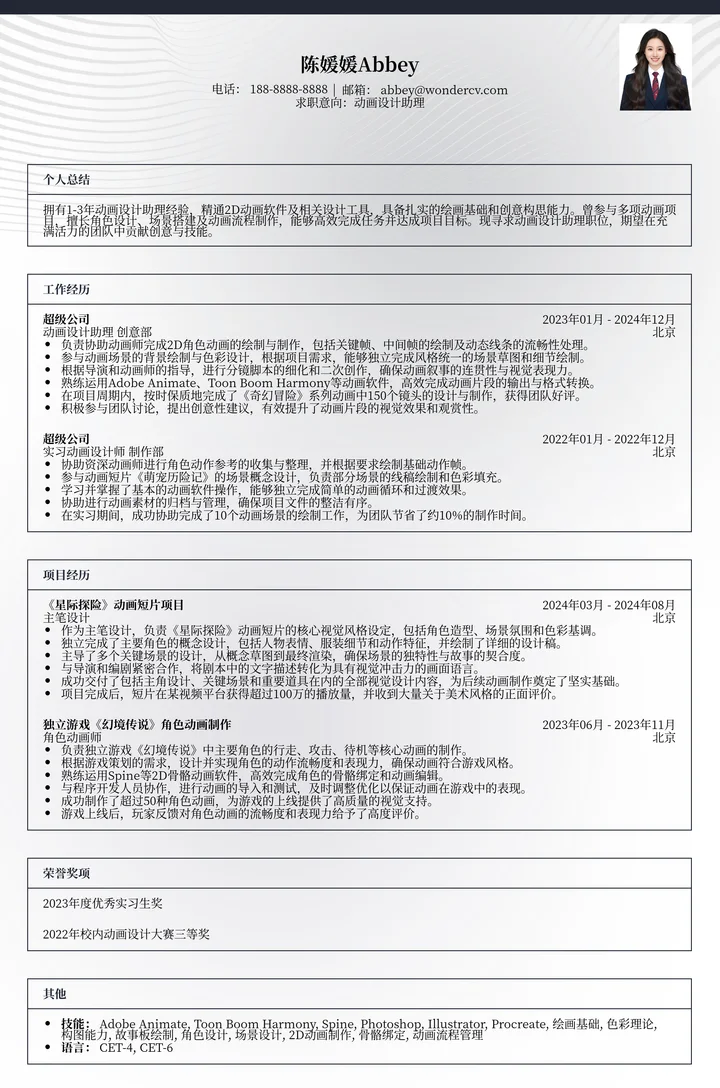 陈媛媛Abbey
电话： 188-8888-8888 | 邮箱： abbey@wondercv.com
求职意向：动画设计助理
个人总结
拥有1-3年动画设计助理经验，精通2D动画软件及相关设计工具，具备扎实的绘画基础和创意构思能力。曾参与多项动画项
目，擅长角色设计、场景搭建及动画流程制作，能够高效完成任务并达成项目目标。现寻求动画设计助理职位，期望在充
满活力的团队中贡献创意与技能。
工作经历
超级公司 2023年01月 - 2024年12月
动画设计助理 创意部 北京
• 负责协助动画师完成2D角色动画的绘制与制作，包括关键帧、中间帧的绘制及动态线条的流畅性处理。
• 参与动画场景的背景绘制与色彩设计，根据项目需求，能够独立完成风格统一的场景草图和细节绘制。
• 根据导演和动画师的指导，进行分镜脚本的细化和二次创作，确保动画叙事的连贯性与视觉表现力。
• 熟练运用Adobe Animate、Toon Boom Harmony等动画软件，高效完成动画片段的输出与格式转换。
• 在项目周期内，按时保质地完成了《奇幻冒险》系列动画中150个镜头的设计与制作，获得团队好评。
• 积极参与团队讨论，提出创意性建议，有效提升了动画片段的视觉效果和观赏性。
超级公司 2022年01月 - 2022年12月
实习动画设计师 制作部 北京
• 协助资深动画师进行角色动作参考的收集与整理，并根据要求绘制基础动作帧。
• 参与动画短片《萌宠历险记》的场景概念设计，负责部分场景的线稿绘制和色彩填充。
• 学习并掌握了基本的动画软件操作，能够独立完成简单的动画循环和过渡效果。
• 协助进行动画素材的归档与管理，确保项目文件的整洁有序。
• 在实习期间，成功协助完成了10个动画场景的绘制工作，为团队节省了约10%的制作时间。
项目经历
《星际探险》动画短片项目 2024年03月 - 2024年08月
主笔设计 北京
• 作为主笔设计，负责《星际探险》动画短片的核心视觉风格设定，包括角色造型、场景氛围和色彩基调。
• 独立完成了主要角色的概念设计，包括人物表情、服装细节和动作特征，并绘制了详细的设计稿。
• 主导了多个关键场景的设计，从概念草图到最终渲染，确保场景的独特性与故事的契合度。
• 与导演和编剧紧密合作，将剧本中的文字描述转化为具有视觉冲击力的画面语言。
• 成功交付了包括主角设计、关键场景和重要道具在内的全部视觉设计内容，为后续动画制作奠定了坚实基础。
• 项目完成后，短片在某视频平台获得超过100万的播放量，并收到大量关于美术风格的正面评价。
独立游戏《幻境传说》角色动画制作 2023年06月 - 2023年11月
角色动画师 北京
• 负责独立游戏《幻境传说》中主要角色的行走、攻击、待机等核心动画的制作。
• 根据游戏策划的需求，设计并实现角色的动作流畅度和表现力，确保动画符合游戏风格。
• 熟练运用Spine等2D骨骼动画软件，高效完成角色的骨骼绑定和动画编辑。
• 与程序开发人员协作，进行动画的导入和测试，及时调整优化以保证动画在游戏中的表现。
• 成功制作了超过50种角色动画，为游戏的上线提供了高质量的视觉支持。
• 游戏上线后，玩家反馈对角色动画的流畅度和表现力给予了高度评价。
荣誉奖项
2023年度优秀实习生奖
2022年校内动画设计大赛三等奖
其他
• 技能： Adobe Animate, Toon Boom Harmony, Spine, Photoshop, Illustrator, Procreate, 绘画基础, 色彩理论,
构图能力, 故事板绘制, 角色设计, 场景设计, 2D动画制作, 骨骼绑定, 动画流程管理
• 语言： CET-4, CET-6